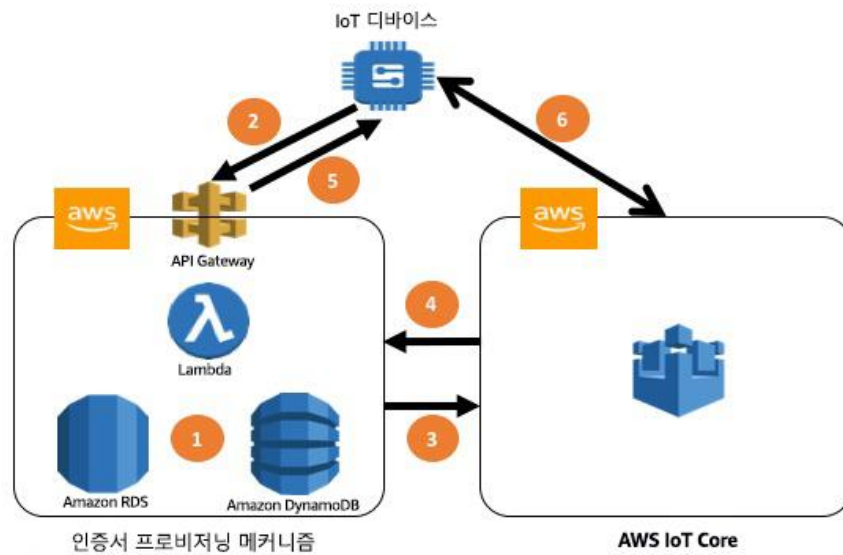 IoT 디바이스
2
6
5
aws
aws
API Gateway
4
Lambda
3
1
Amazon RDS
Amazon DynamoDB
인증서 프로비저닝 메커니즘
AWS IoT Core